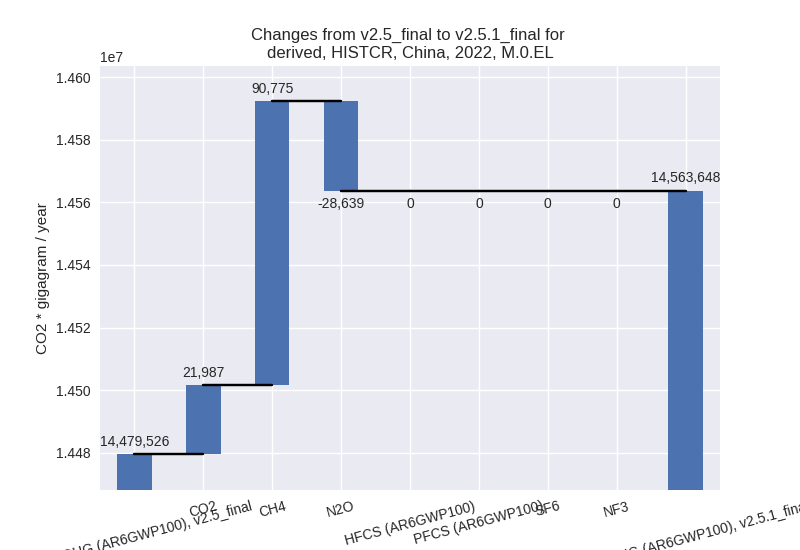 Changes from v2.5_final to v2.5.1_final for
derived, HISTCR, China, 2022, M.0.EL
1e7
1.460
1.458
1.456
1.454
1.452
1.450
1.448
CO2 * gigagram / year
14,479,526
21,987
90,775
-28,639
0
0
0
0
14,563,648
(AR6GWP100), v2.5_final
CO2
CH4
N2O
HFCS (AR6GWP100)
PFCS (AR6GWP100)
SF6
NF3
(AR6GWP100), v2.5.1_fina